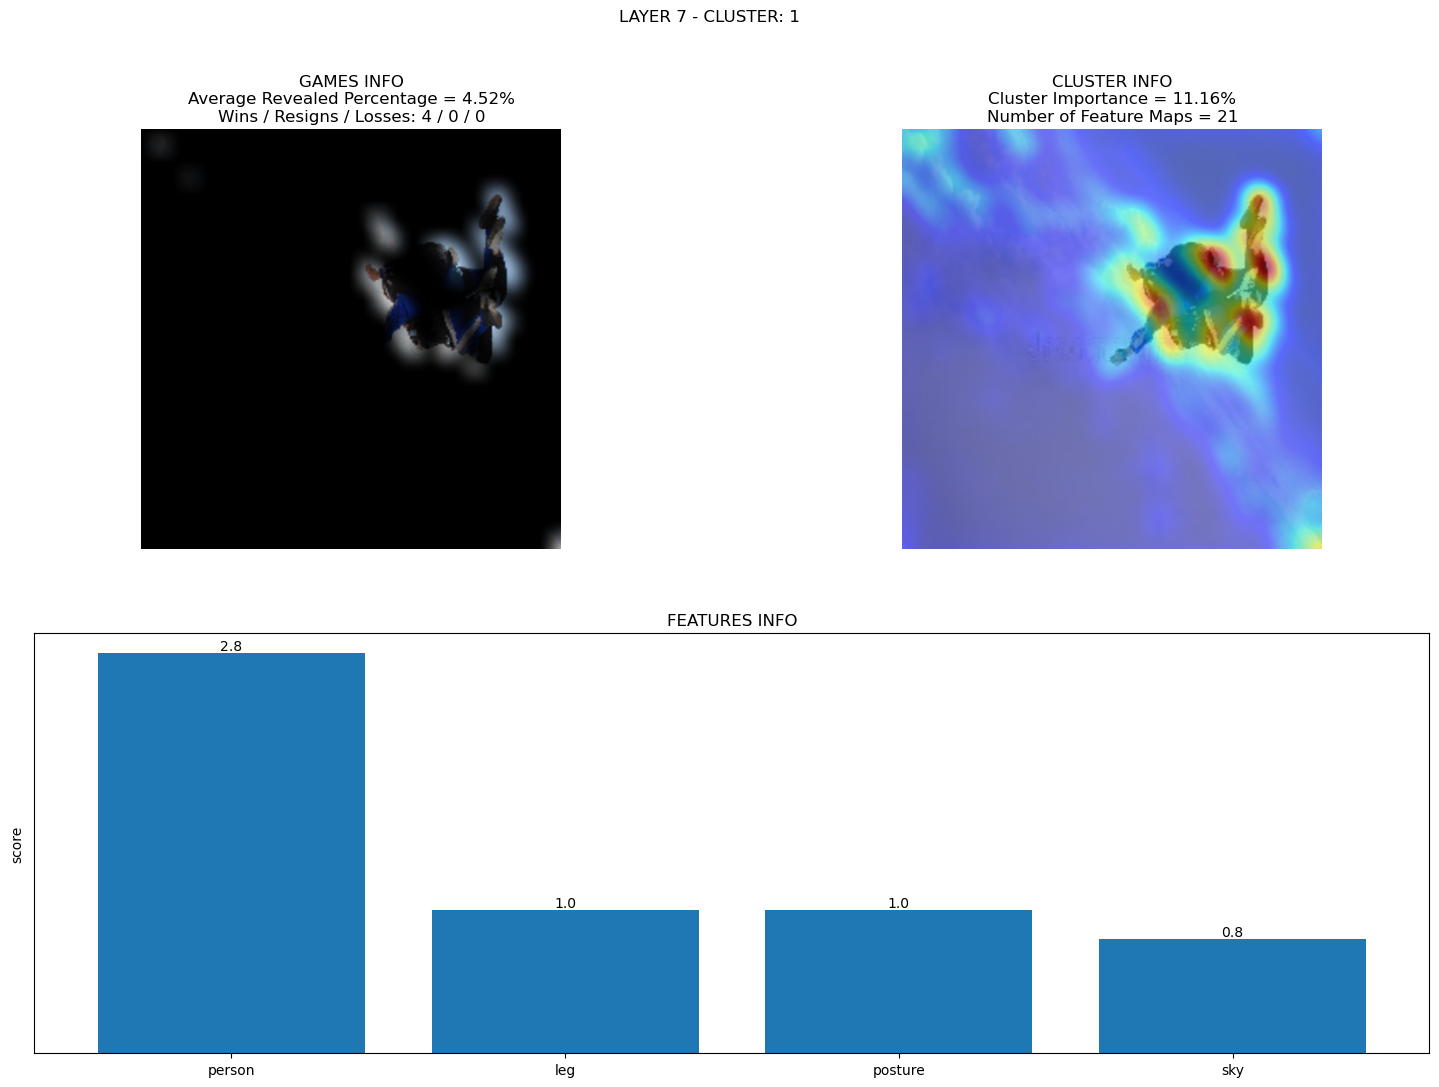 LAYER 7 - CLUSTER: 1
GAMES INFO
Average Revealed Percentage = 4.52%
Wins / Resigns / Losses: 4 / 0 / 0
CLUSTER INFO
Cluster Importance = 11.16%
Number of Feature Maps = 21
FEATURES INFO
score
2.8
1.0
1.0
0.8
person
leg
posture
sky